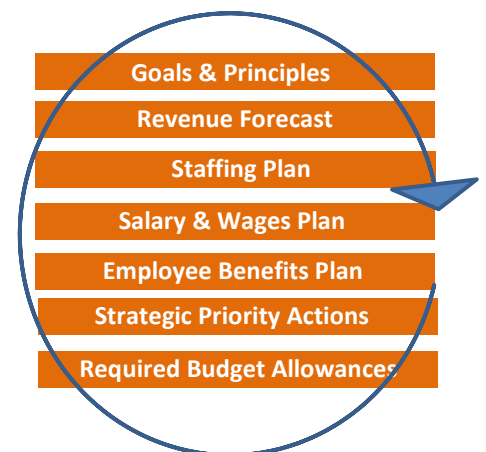 Goals & Principles
Revenue Forecast
Staffing Plan
Salary & Wages Plan
Employee Benefits Plan
Strategic Priority Actions
Required Budget Allowances